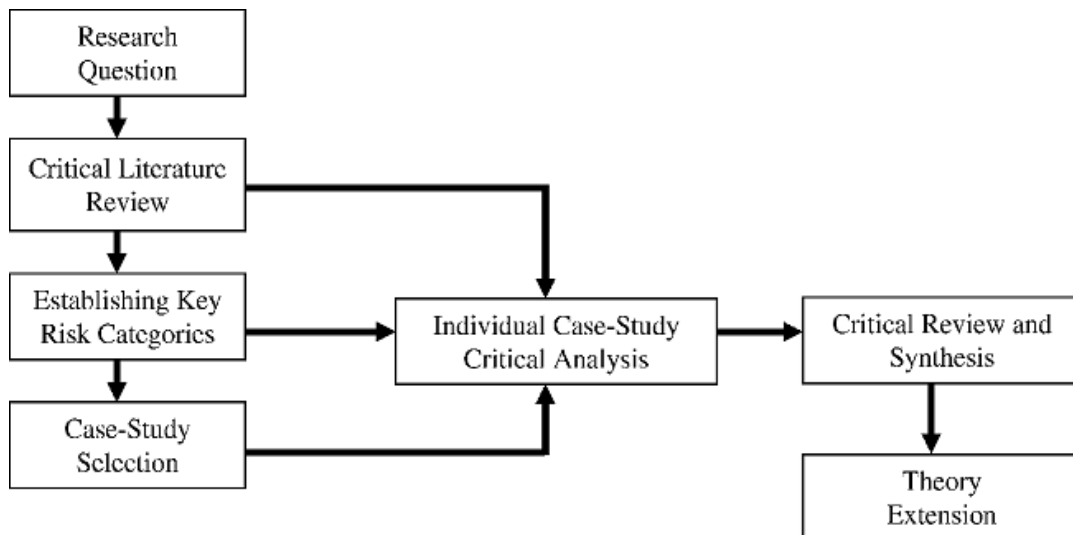 Research
Question
Critical Literature
Review
Establishing Key
Risk Categories
Case-Study
Selection
Individual Case-Study
Critical Analysis
Critical Review and
Synthesis
Theory
Extension